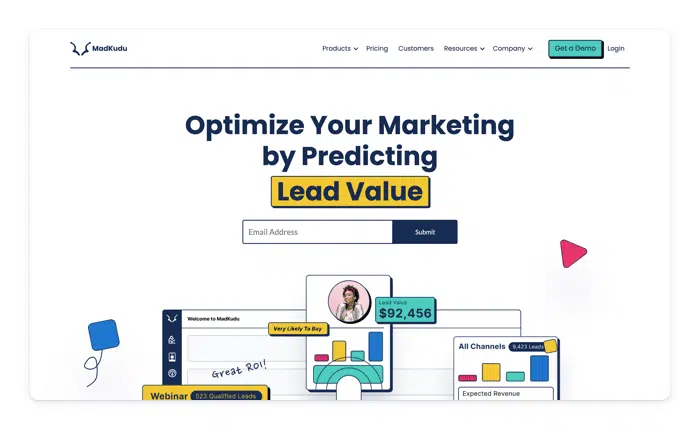 MadKudu
Products Pricing Customers Resources Company Get a Demo Login
Optimize Your Marketing
by Predicting
Lead Value
Email Address Submit
Lead Value
$92,456
Welcome to MadKudu
Very Likely To Buy
All Channels 9,423 Leads
Great ROI!
Webinar 523 Qualified Leads
Expected Revenue